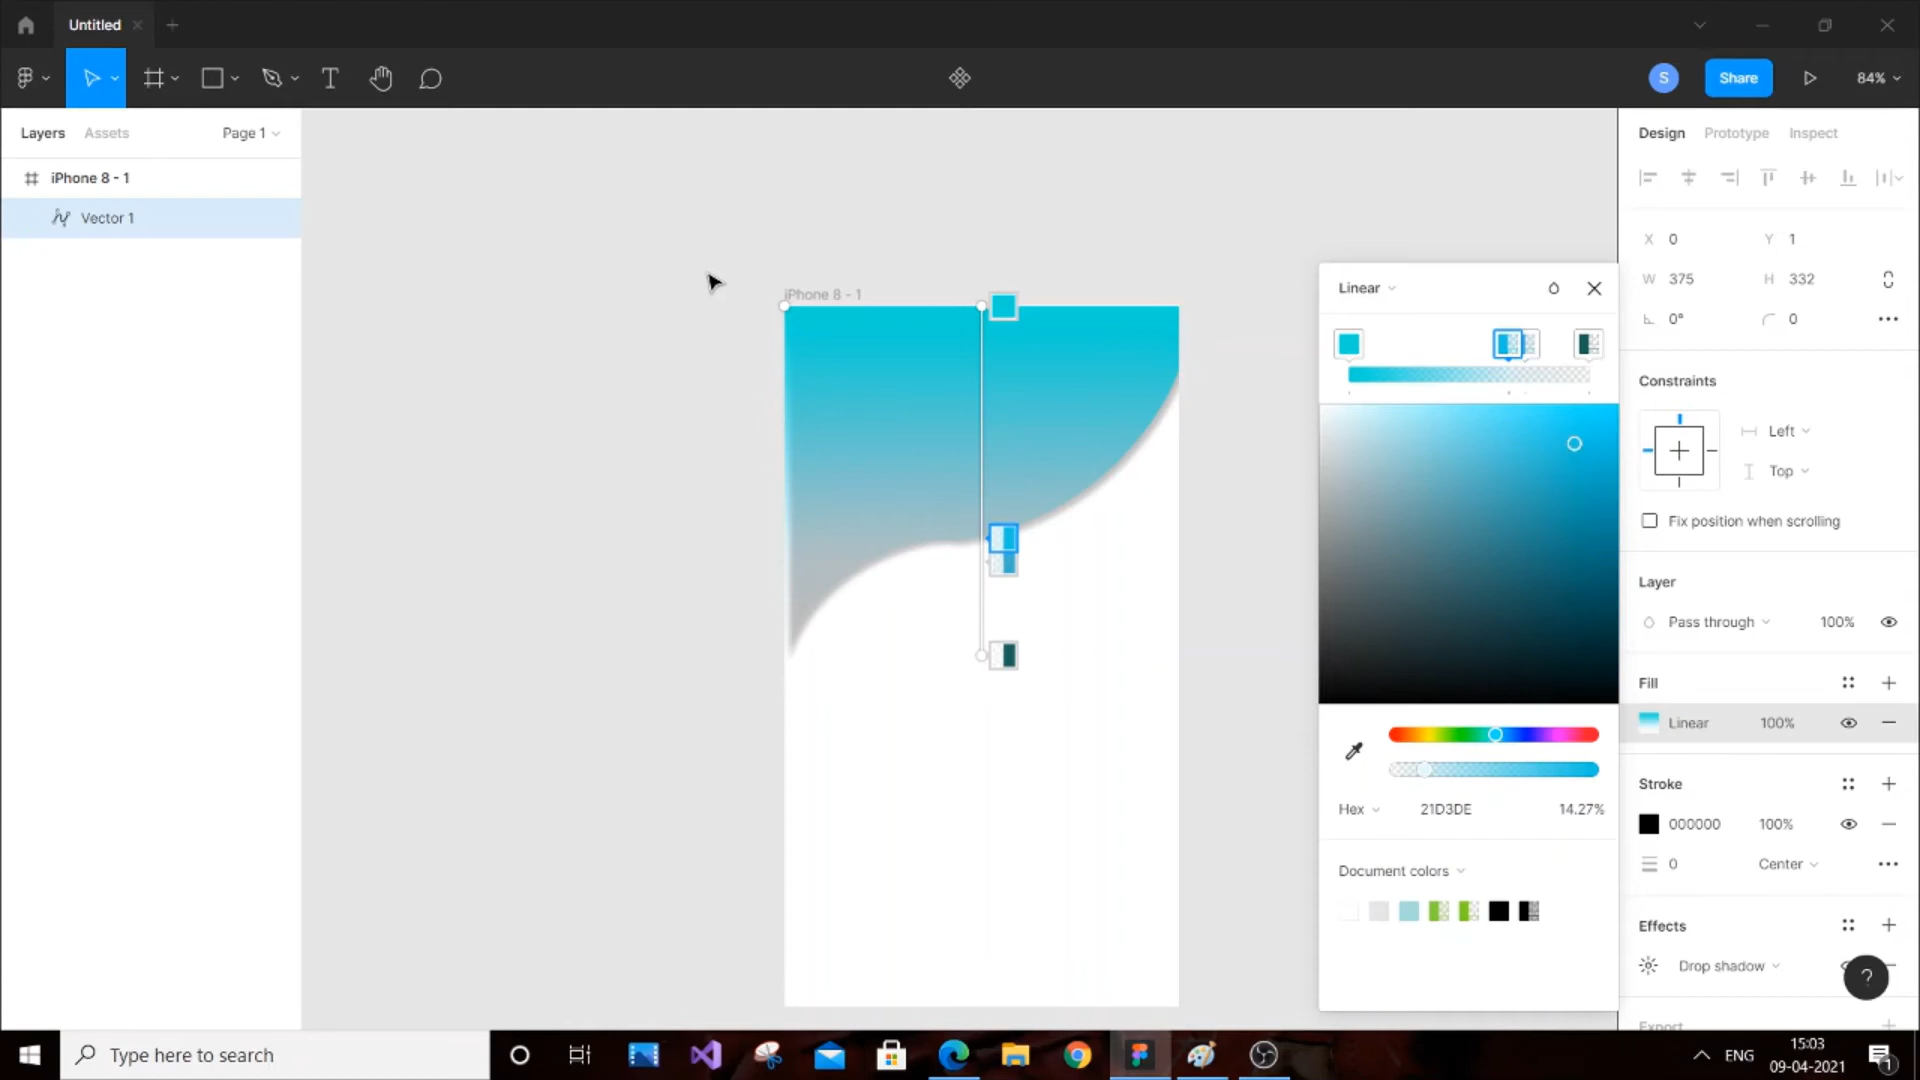 Untitled
S
Share
84%
Layers
Assets
Page 1
Design
Prototype
Inspect
iPhone 8 - 1
Vector 1
X 0
Y 1
W 375
H 332
0°
0
iPhone 8 - 1
Linear
Constraints
Left
Top
Fix position when scrolling
Layer
Pass through
100%
Fill
Linear
100%
Hex
21D3DE
14.27%
Stroke
000000
100%
0
Center
Document colors
Effects
Drop shadow
?
Export
Type here to search
ENG
15:03
09-04-2021
1